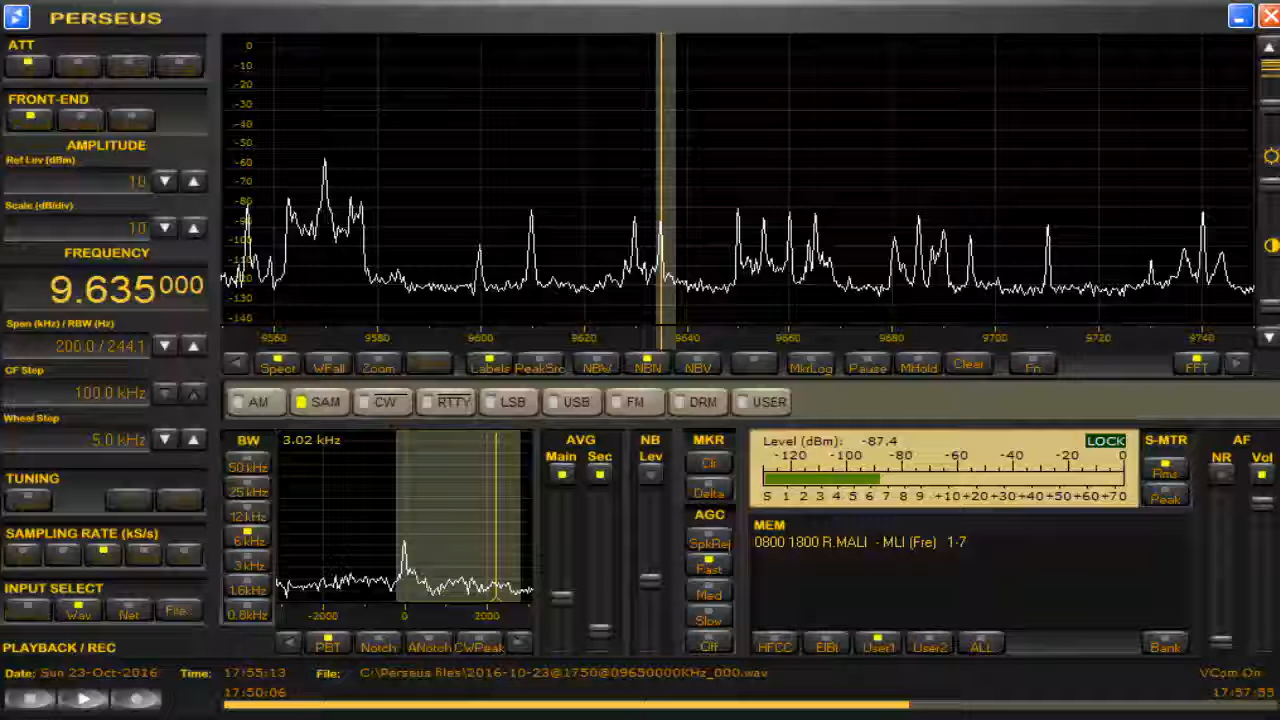 PERSEUS
ATT
FRONT-END
AMPLITUDE
Ref Lev (dBm)
10
Scale (dB/div)
10
FREQUENCY
9.635000
Span (kHz) / RBW (Hz)
200.0 / 244.1
CF Step
100.0 kHz
Wheel Step
5.0 kHz
TUNING
SAMPLING RATE (kS/s)
INPUT SELECT
Wav Net File
0
-10
-20
-30
-40
-50
-60
-70
-80
-90
-100
-110
-120
-130
-140
9560 9580 9600 9620 9640 9660 9680 9700 9720 9740
Spect WFall Zoom Labels PeakSrc NBW NBN NBV MkrLog Pause MHold Clear Fn FFT
AM SAM CW RTTY LSB USB FM DRM USER
BW
50 kHz
25 kHz
12 kHz
6 kHz
3 kHz
1.6kHz
0.8kHz
3.02 kHz
-2000 0 2000
PBT Notch ANotch CWPeak
AVG
Main Sec
NB
Lev
MKR
Clr
Delta
AGC
SpkRej
Fast
Med
Slow
Off
Level (dBm): -87.4 LOCK
-120 -100 -80 -60 -40 -20 0
S 1 2 3 4 5 6 7 8 9 +10+20+30+40+50+60+70
S-MTR
Rms
Peak
AF
NR Vol
MEM
0800 1800 R.MALI - MLI (Fre) 1-7
HFCC EIBI User1 User2 ALL Bank
PLAYBACK / REC
Date: Sun 23-Oct-2016 Time: 17:55:13 File: C:\Perseus files\2016-10-23@1750@09650000KHz_000.wav VCom On
17:50:06 17:57:55